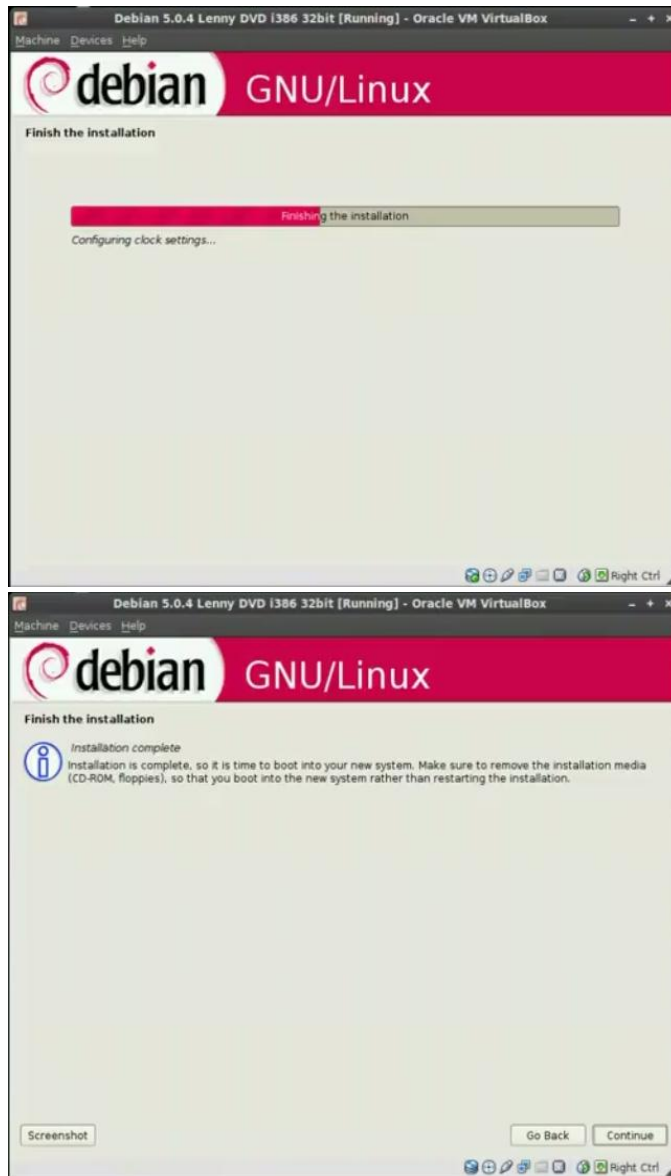 Debian 5.0.4 Lenny DVD i386 32bit [Running] - Oracle VM VirtualBox
Machine Devices Help
debian GNU/Linux
Finish the installation
Finishing the installation
Configuring clock settings...
Right Ctrl
Debian 5.0.4 Lenny DVD i386 32bit [Running] - Oracle VM VirtualBox
Machine Devices Help
debian GNU/Linux
Finish the installation
Installation complete
Installation is complete, so it is time to boot into your new system. Make sure to remove the installation media
(CD-ROM, floppies), so that you boot into the new system rather than restarting the installation.
Screenshot Go Back Continue
Right Ctrl